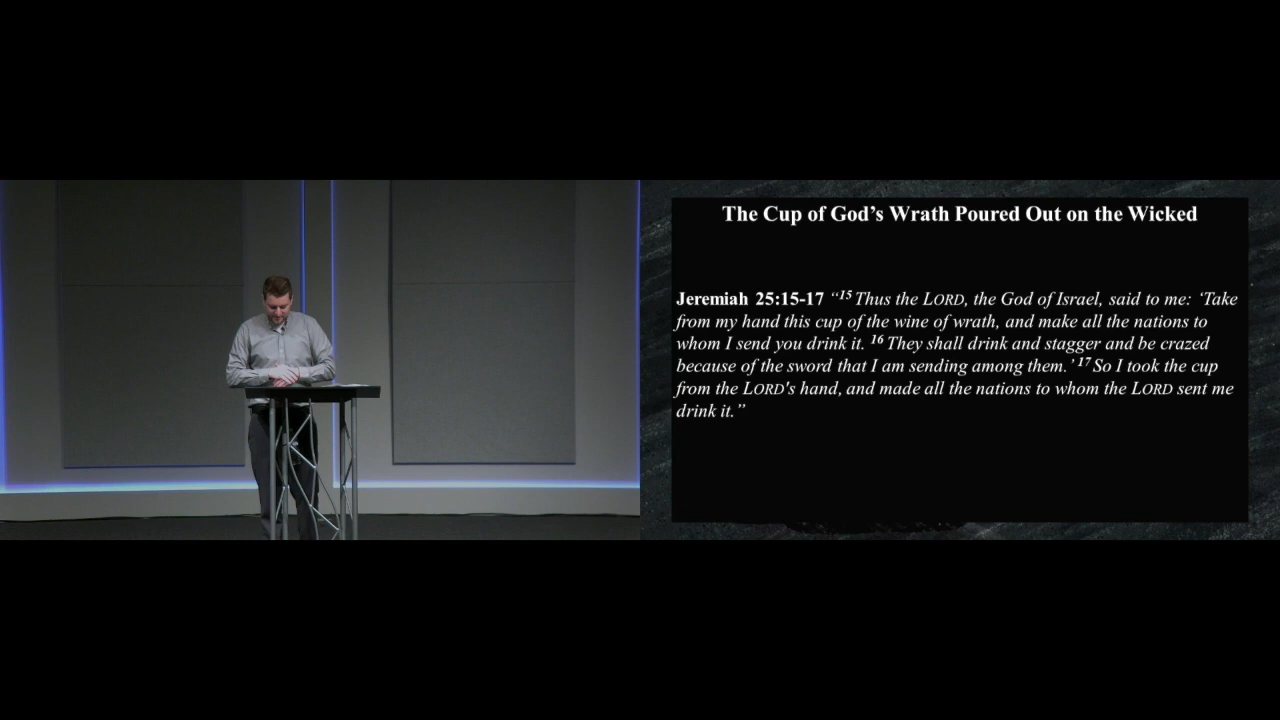 The Cup of God’s Wrath Poured Out on the Wicked
Jeremiah 25:15-17 “15 Thus the LORD, the God of Israel, said to me: ‘Take
from my hand this cup of the wine of wrath, and make all the nations to
whom I send you drink it. 16 They shall drink and stagger and be crazed
because of the sword that I am sending among them.’ 17 So I took the cup
from the LORD's hand, and made all the nations to whom the LORD sent me
drink it.”